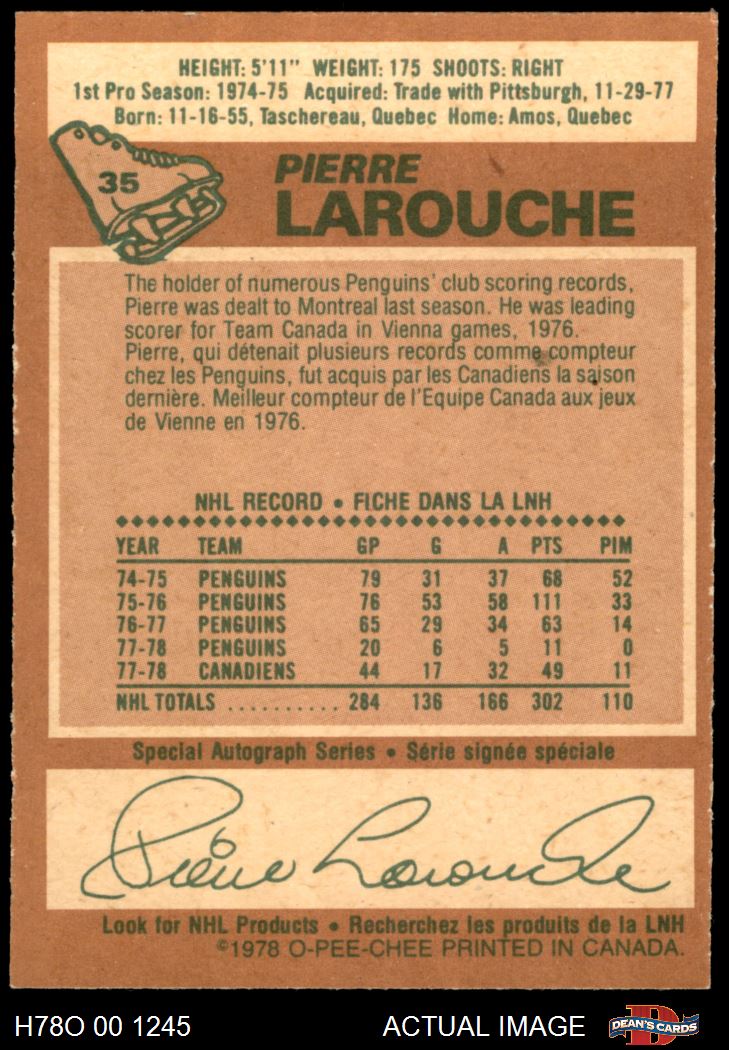 HEIGHT: 5'11" WEIGHT: 175 SHOOTS: RIGHT
1st Pro Season: 1974-75 Acquired: Trade with Pittsburgh, 11-29-77
Born: 11-16-55, Taschereau, Quebec Home: Amos, Quebec
35
PIERRE
LAROUCHE
The holder of numerous Penguins' club scoring records,
Pierre was dealt to Montreal last season. He was leading
scorer for Team Canada in Vienna games, 1976.
Pierre, qui détenait plusieurs records comme compteur
chez les Penguins, fut acquis par les Canadiens la saison
dernière. Meilleur compteur de l'Equipe Canada aux jeux
de Vienne en 1976.
NHL RECORD • FICHE DANS LA LNH
YEAR TEAM GP G A PTS PIM
74-75 PENGUINS 79 31 37 68 52
75-76 PENGUINS 76 53 58 111 33
76-77 PENGUINS 65 29 34 63 14
77-78 PENGUINS 20 6 5 11 0
77-78 CANADIENS 44 17 32 49 11
NHL TOTALS .......... 284 136 166 302 110
Special Autograph Series • Série signée spéciale
Pierre Larouche
Look for NHL Products • Recherchez les produits de la LNH
©1978 O-PEE-CHEE PRINTED IN CANADA.
H78O 00 1245 ACTUAL IMAGE D DEAN'S CARDS